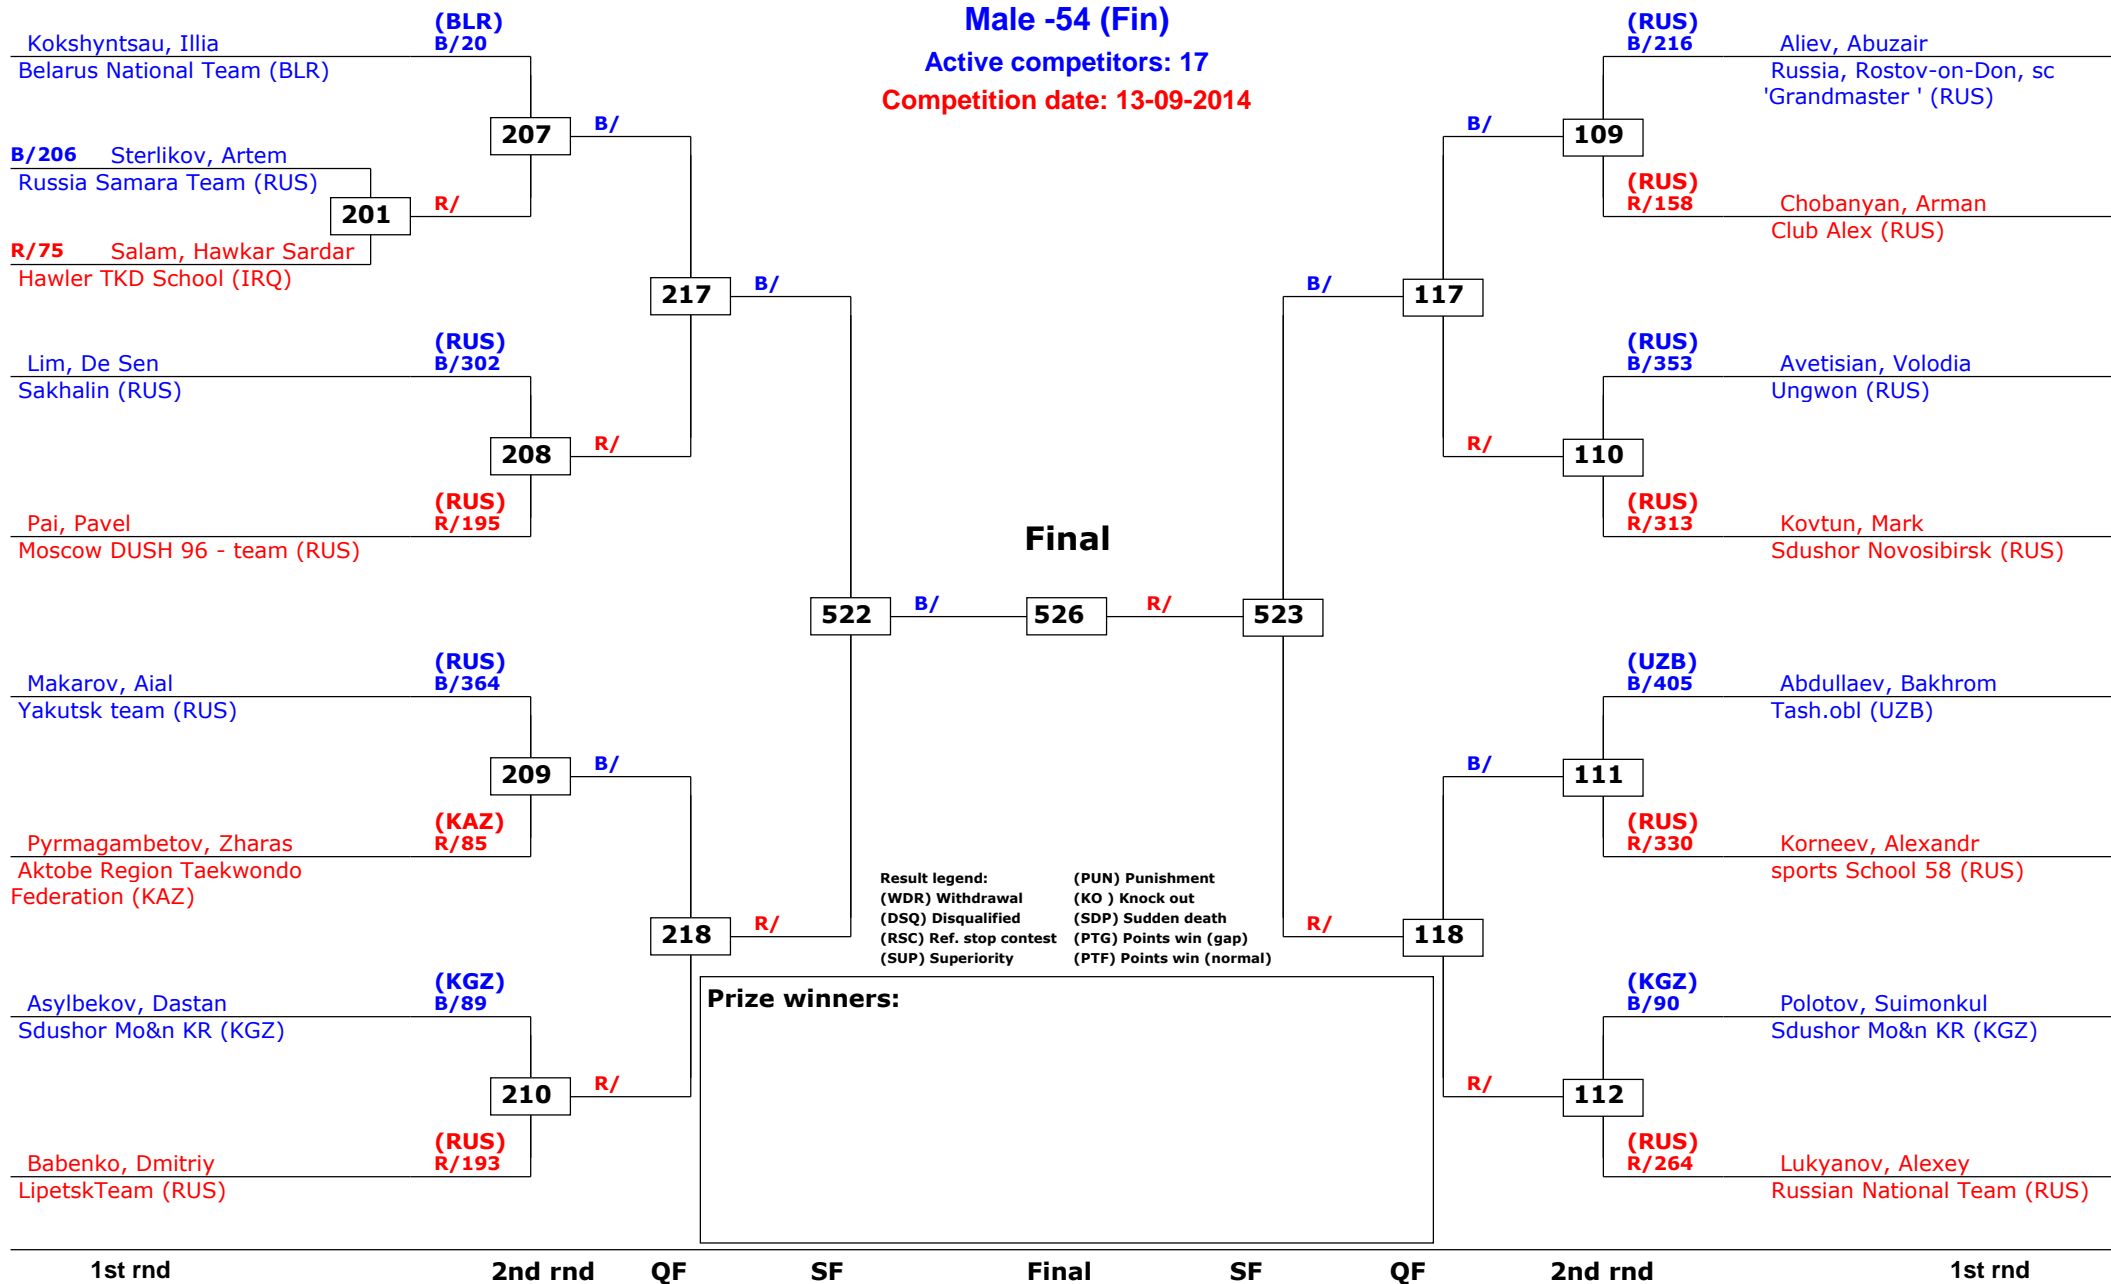 Male -54 (Fin)
Active competitors: 17
Competition date: 13-09-2014
(BLR)
Kokshyntsau, Illia B/20
Belarus National Team (BLR)
207
B/
B/206 Sterlikov, Artem
Russia Samara Team (RUS)
201
R/
R/75 Salam, Hawkar Sardar
Hawler TKD School (IRQ)
217
B/
(RUS)
Lim, De Sen B/302
Sakhalin (RUS)
208
R/
(RUS)
Pai, Pavel R/195
Moscow DUSH 96 - team (RUS)
522
B/
(RUS)
Makarov, Aial B/364
Yakutsk team (RUS)
209
B/
(KAZ)
Pyrmagambetov, Zharas R/85
Aktobe Region Taekwondo
Federation (KAZ)
218
R/
(KGZ)
Asylbekov, Dastan B/89
Sdushor Mo&n KR (KGZ)
210
R/
(RUS)
Babenko, Dmitriy R/193
LipetskTeam (RUS)
Final
526
R/
523
(RUS)
B/216 Aliev, Abuzair
Russia, Rostov-on-Don, sc
'Grandmaster ' (RUS)
B/
109
(RUS)
R/158 Chobanyan, Arman
Club Alex (RUS)
B/
117
(RUS)
B/353 Avetisian, Volodia
Ungwon (RUS)
R/
110
(RUS)
R/313 Kovtun, Mark
Sdushor Novosibirsk (RUS)
(UZB)
B/405 Abdullaev, Bakhrom
Tash.obl (UZB)
B/
111
(RUS)
R/330 Korneev, Alexandr
sports School 58 (RUS)
R/
118
(KGZ)
B/90 Polotov, Suimonkul
Sdushor Mo&n KR (KGZ)
R/
112
(RUS)
R/264 Lukyanov, Alexey
Russian National Team (RUS)
Result legend: (PUN) Punishment
(WDR) Withdrawal (KO ) Knock out
(DSQ) Disqualified (SDP) Sudden death
(RSC) Ref. stop contest (PTG) Points win (gap)
(SUP) Superiority (PTF) Points win (normal)
Prize winners:
1st rnd 2nd rnd QF SF Final SF QF 2nd rnd 1st rnd